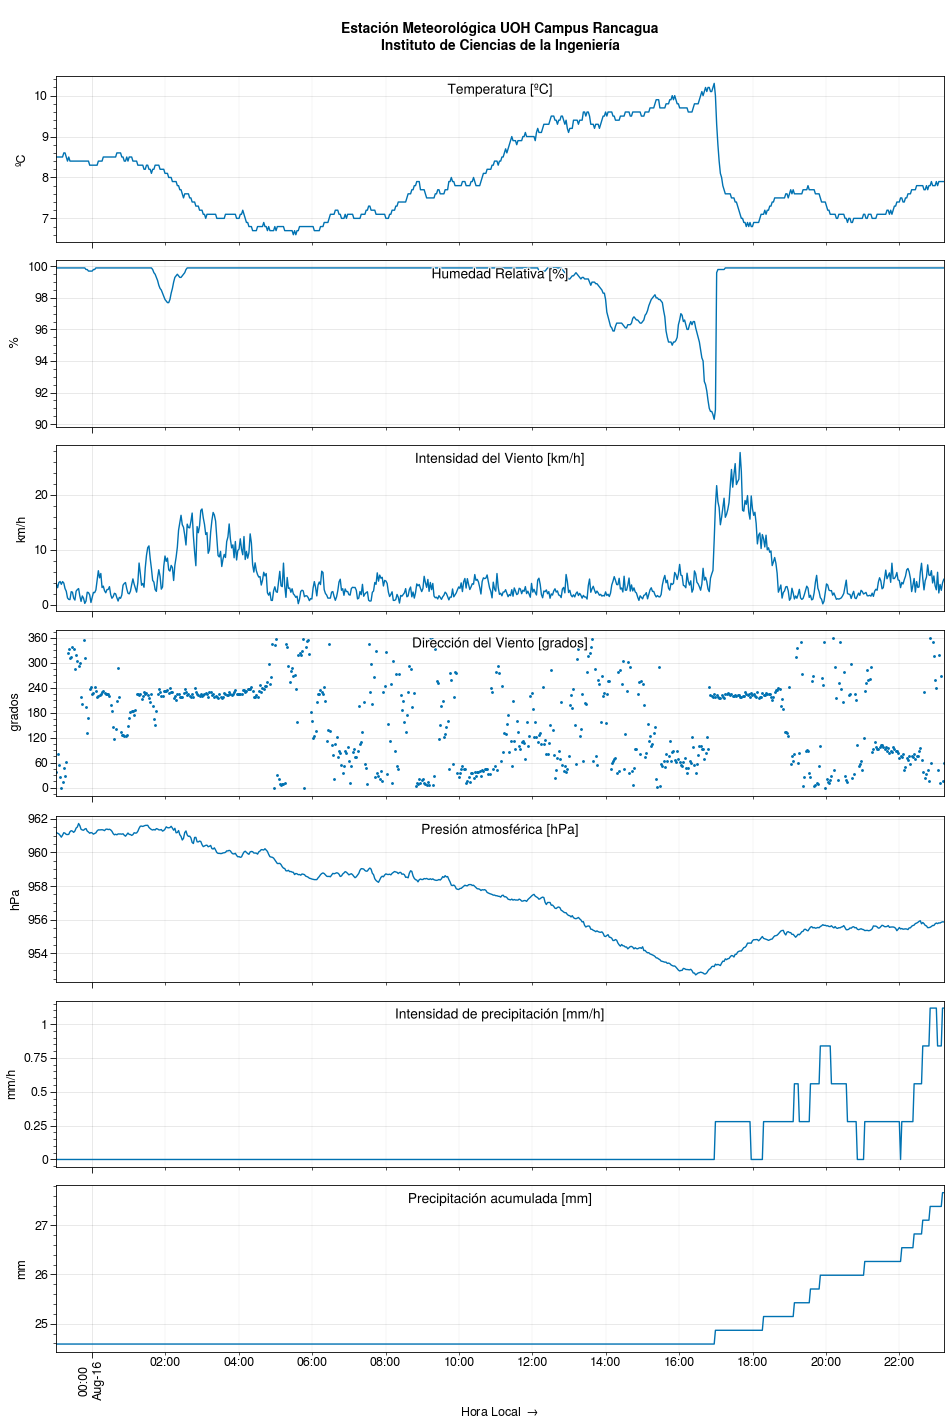 Estación Meteorológica UOH Campus Rancagua
Instituto de Ciencias de la Ingeniería
Temperatura [ºC]
10
9
8
7
ºC
Humedad Relativa [%]
100
98
96
94
92
90
%
Intensidad del Viento [km/h]
20
10
0
km/h
Dirección del Viento [grados]
360
300
240
180
120
60
0
grados
Presión atmosférica [hPa]
962
960
958
956
954
hPa
Intensidad de precipitación [mm/h]
1
0.75
0.5
0.25
0
mm/h
Precipitación acumulada [mm]
27
26
25
mm
00:00
Aug-16
02:00
04:00
06:00
08:00
10:00
12:00
14:00
16:00
18:00
20:00
22:00
Hora Local →